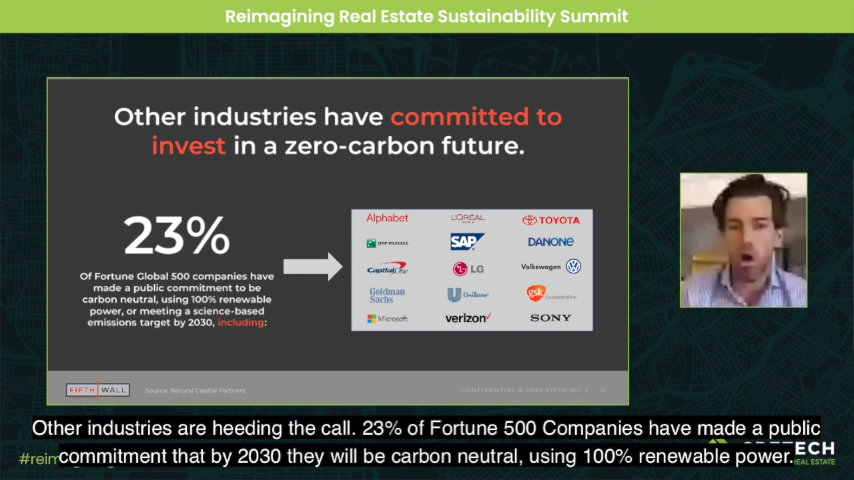 Reimagining Real Estate Sustainability Summit
Other industries have committed to
invest in a zero-carbon future.
23%
Of Fortune Global 500 companies have
made a public commitment to be
carbon neutral, using 100% renewable
power, or meeting a science-based
emissions target by 2030, including:
Alphabet L'ORÉAL TOYOTA
BNP PARIBAS SAP DANONE
Capital One LG Volkswagen
Goldman
Sachs Unilever gsk GlaxoSmithKline
Microsoft verizon SONY
FIFTH WALL Source: Natural Capital Partners CONFIDENTIAL © 2020 FIFTH WALL
Other industries are heeding the call. 23% of Fortune 500 Companies have made a public
commitment that by 2030 they will be carbon neutral, using 100% renewable power.
#reim
TECH
REAL ESTATE